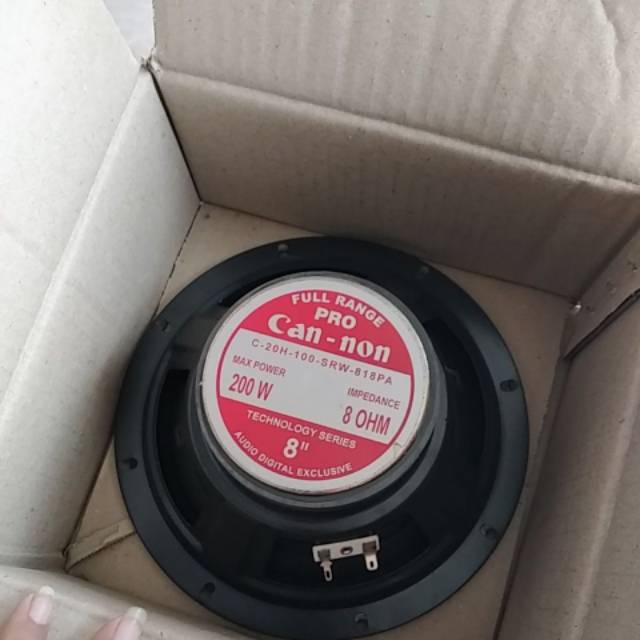 FULL RANGE
PRO
Can-non
C-20H-100-SRW-818PA
MAX POWER
200 W
IMPEDANCE
8 OHM
TECHNOLOGY SERIES
8"
AUDIO DIGITAL EXCLUSIVE